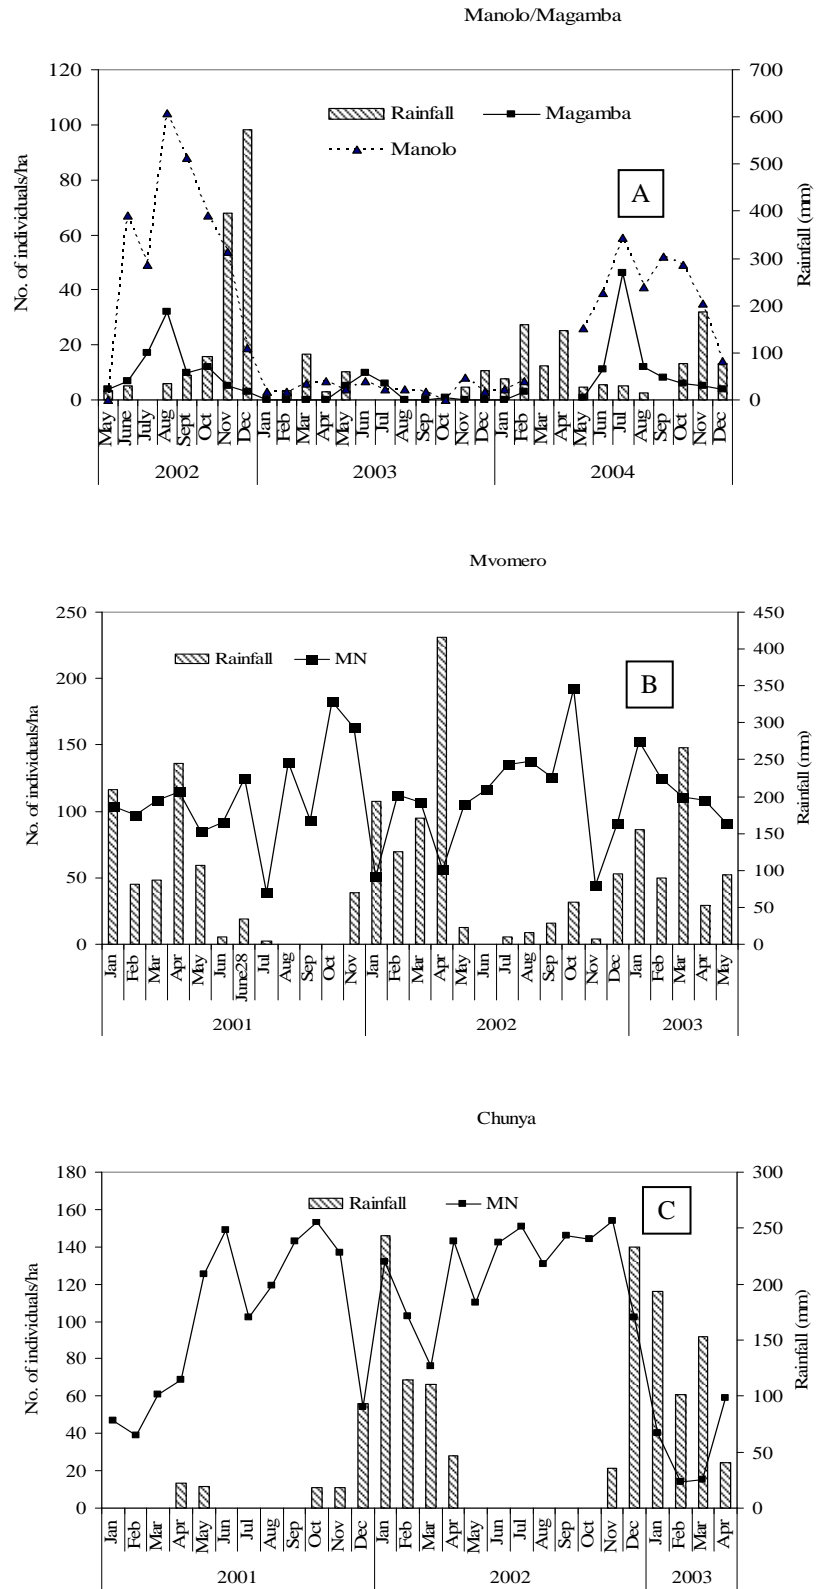 Manolo/Magamba
120 700
Rainfall Magamba
Manolo
100 600
80 500
60 400
40 300
20 200
0 100
0
A
No. of individuals/ha
Rainfall (mm)
May June July Aug Sept Oct Nov Dec Jan Feb Mar Apr May Jun Jul Aug Sep Oct Nov Dec Jan Feb Mar Apr May Jun Jul Aug Sep Oct Nov Dec
2002 2003 2004
Mvomero
250 450
Rainfall MN
200 400
150 350
100 300
50 250
0 200
150
100
50
0
B
No. of individuals/ha
Rainfall (mm)
Jan Feb Mar Apr May Jun June28 Jul Aug Sep Oct Nov Jan Feb Mar Apr May Jun Jul Aug Sep Oct Nov Dec Jan Feb Mar Apr May
2001 2002 2003
Chunya
180 300
Rainfall MN
160 250
140 200
120 150
100 100
80 50
60 0
40
20
0
C
No. of individuals/ha
Rainfall (mm)
Jan Feb Mar Apr May Jun Jul Aug Sep Oct Nov Dec Jan Feb Mar Apr May Jun Jul Aug Sep Oct Nov Dec Jan Feb Mar Apr
2001 2002 2003